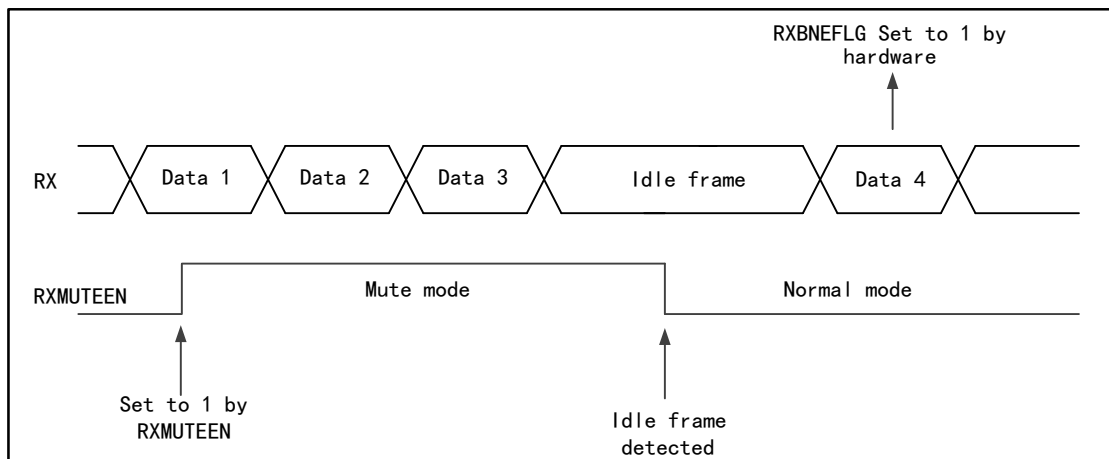 RXBNEFLG Set to 1 by
hardware
RX
Data 1
Data 2
Data 3
Idle frame
Data 4
RXMUTEEN
Mute mode
Normal mode
Set to 1 by
RXMUTEEN
Idle frame
detected